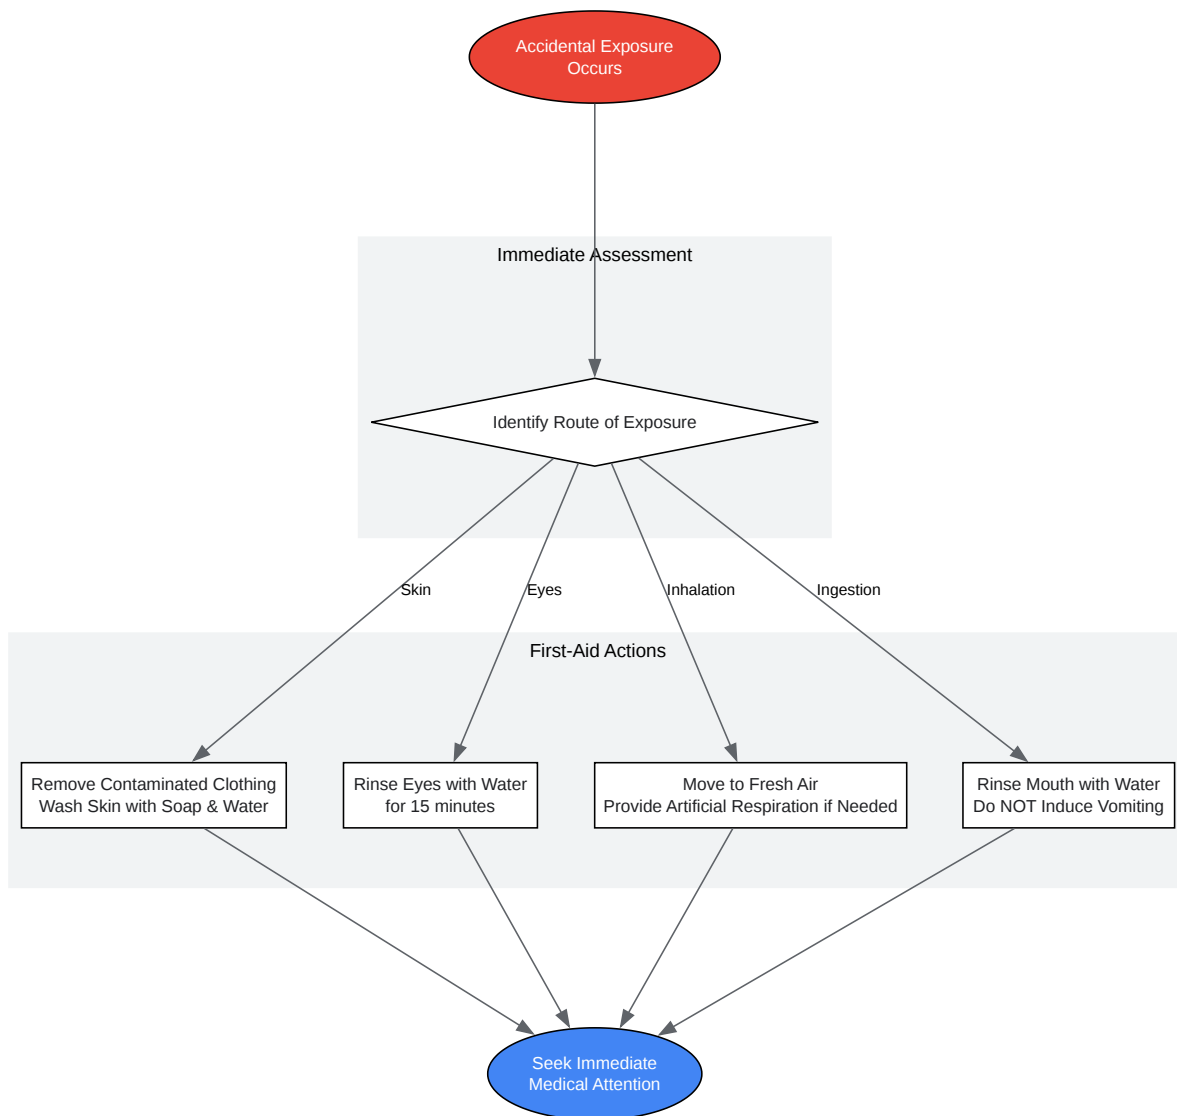 Accidental Exposure
Occurs
Immediate Assessment
Identify Route of Exposure
Skin
Eyes
Inhalation
Ingestion
First-Aid Actions
Remove Contaminated Clothing
Wash Skin with Soap & Water
Rinse Eyes with Water
for 15 minutes
Move to Fresh Air
Provide Artificial Respiration if Needed
Rinse Mouth with Water
Do NOT Induce Vomiting
Seek Immediate
Medical Attention